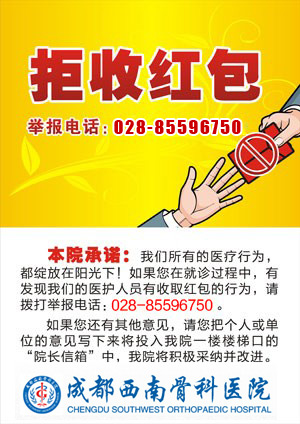 拒收红包
举报电话：028-85596750
本院承诺：我们所有的医疗行为，
都绽放在阳光下！如果您在就诊过程中，有
发现我们的医护人员有收取红包的行为，请
拨打举报电话：028-85596750 。
如果您还有其他意见，请您把个人或单
位的意见写下来将投入我院一楼楼梯口的
“院长信箱”中，我院将积极采纳并改进。
成都西南骨科医院
CHENGDU SOUTHWEST ORTHOPAEDIC HOSPITAL